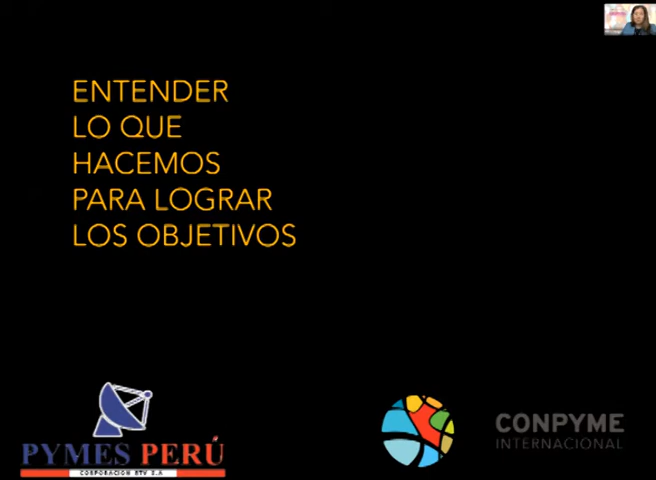 ENTENDER
LO QUE
HACEMOS
PARA LOGRAR
LOS OBJETIVOS
PYMES PERÚ
CORPORACION RTV S.A
CONPYME
INTERNACIONAL